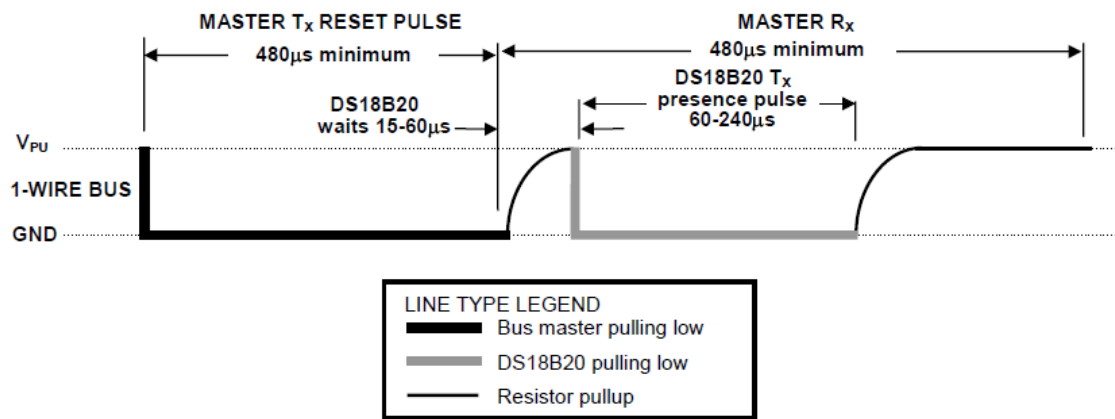 MASTER TX RESET PULSE
480μs minimum
MASTER RX
480μs minimum
DS18B20
waits 15-60μs
DS18B20 TX
presence pulse
60-240μs
VPU
1-WIRE BUS
GND
LINE TYPE LEGEND
Bus master pulling low
DS18B20 pulling low
Resistor pullup